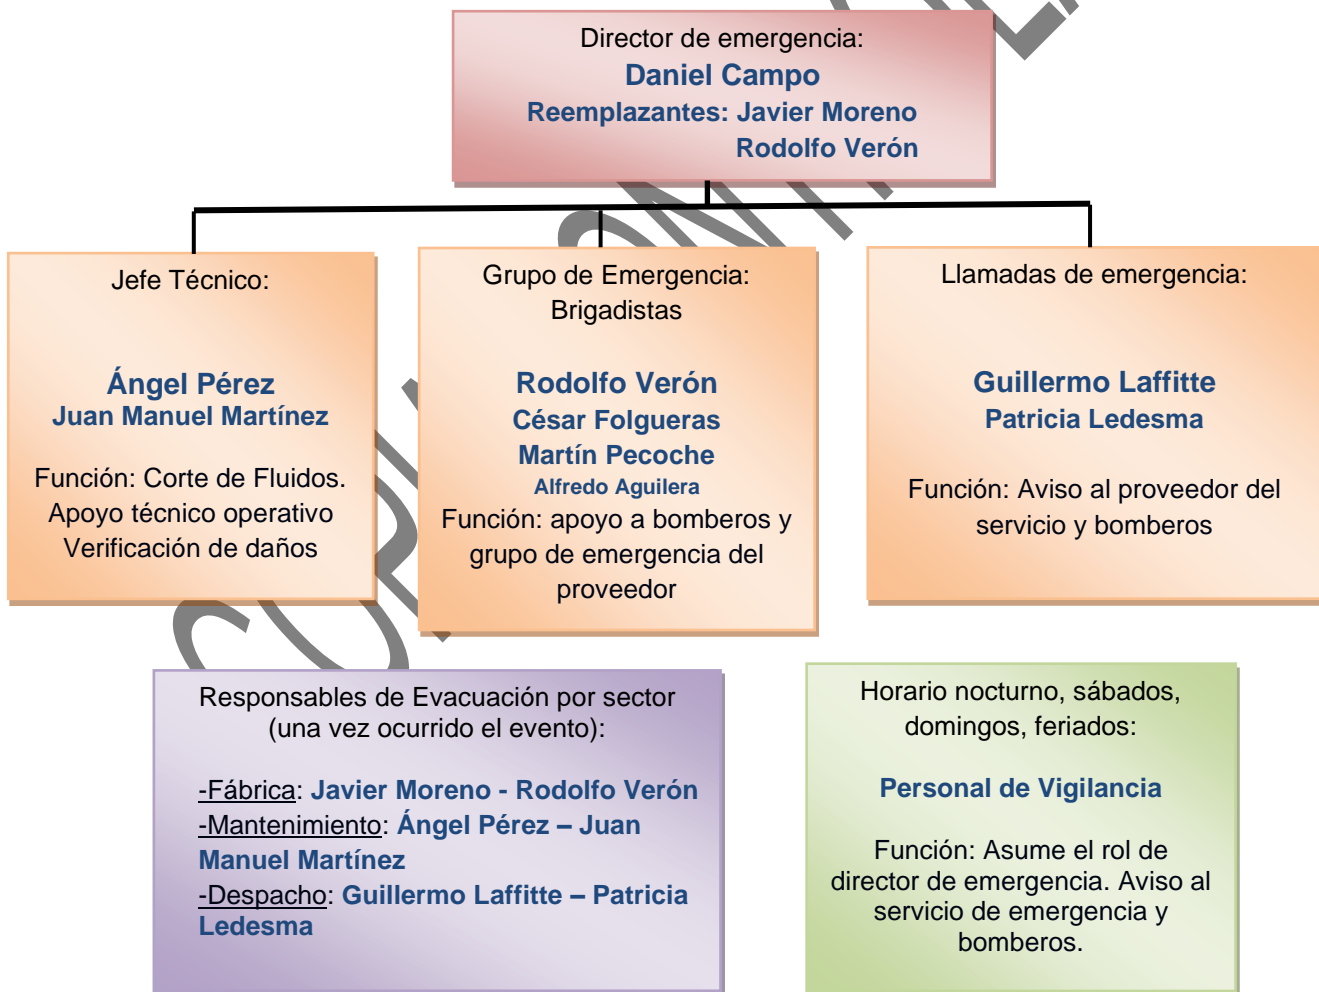 Director de emergencia:
Daniel Campo
Reemplazantes: Javier Moreno
Rodolfo Verón
Jefe Técnico:
Ángel Pérez
Juan Manuel Martínez
Función: Corte de Fluidos.
Apoyo técnico operativo
Verificación de daños
Grupo de Emergencia:
Brigadistas
Rodolfo Verón
César Folgueras
Martín Pecoche
Alfredo Aguilera
Función: apoyo a bomberos y
grupo de emergencia del
proveedor
Llamadas de emergencia:
Guillermo Laffitte
Patricia Ledesma
Función: Aviso al proveedor del
servicio y bomberos
Responsables de Evacuación por sector
(una vez ocurrido el evento):
-Fábrica: Javier Moreno - Rodolfo Verón
-Mantenimiento: Ángel Pérez – Juan
Manuel Martínez
-Despacho: Guillermo Laffitte – Patricia
Ledesma
Horario nocturno, sábados,
domingos, feriados:
Personal de Vigilancia
Función: Asume el rol de
director de emergencia. Aviso al
servicio de emergencia y
bomberos.